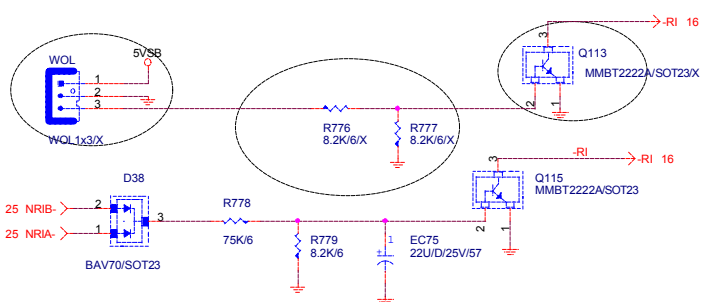 -RI 16
5VSB
WOL
3
Q113
1
2
3
MMBT2222A/SOT23/X
2
1
R776
8.2K/6/X
R777
8.2K/6/X
WOL1x3/X
-RI
-RI 16
3
D38
Q115
MMBT2222A/SOT23
25 NRIB-
2
3
R778
2
1
25 NRIA-
1
75K/6
R779
8.2K/6
1
+
EC75
22U/D/25V/57
BAV70/SOT23